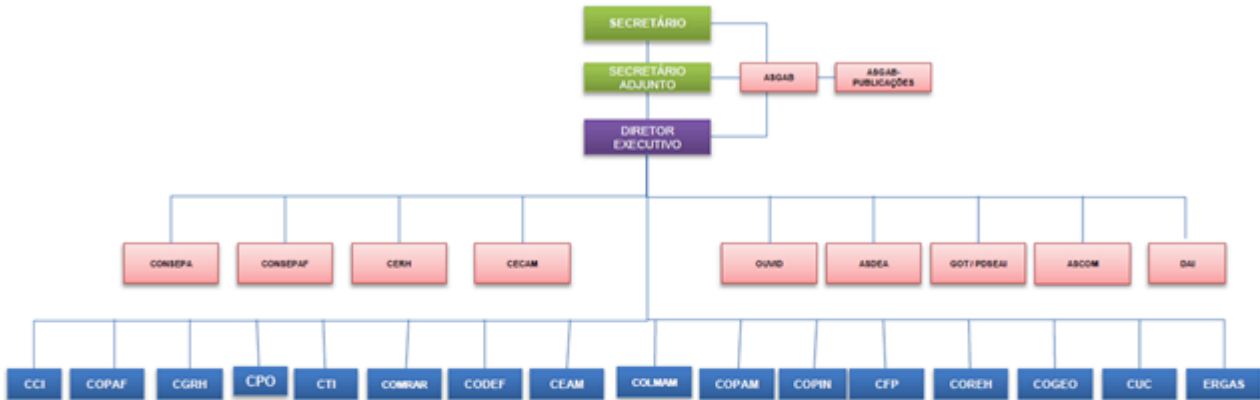 SECRETÁRIO
SECRETÁRIO
ADJUNTO
ASGAB
ASGAB-
PUBLICAÇÕES
DIRETOR
EXECUTIVO
CONSEPA
CONSEPAF
CERH
CECAM
OUVID
ASDEA
GOT / PDSEAI
ASCOM
DAI
CCI
COPAF
CGRH
CPO
CTI
COMRAR
CODEF
CEAM
COLMAM
COPAM
COPIN
CFP
COREH
COGEO
CUC
ERGAS